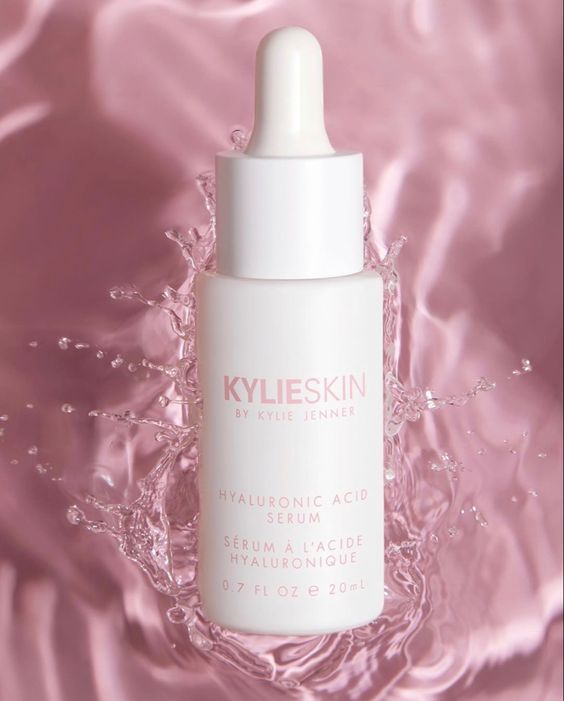 KYLIESKIN
BY KYLIE JENNER
HYALURONIC ACID
SERUM
SÉRUM À L'ACIDE
HYALURONIQUE
0.7 FL OZ ℮ 20mL